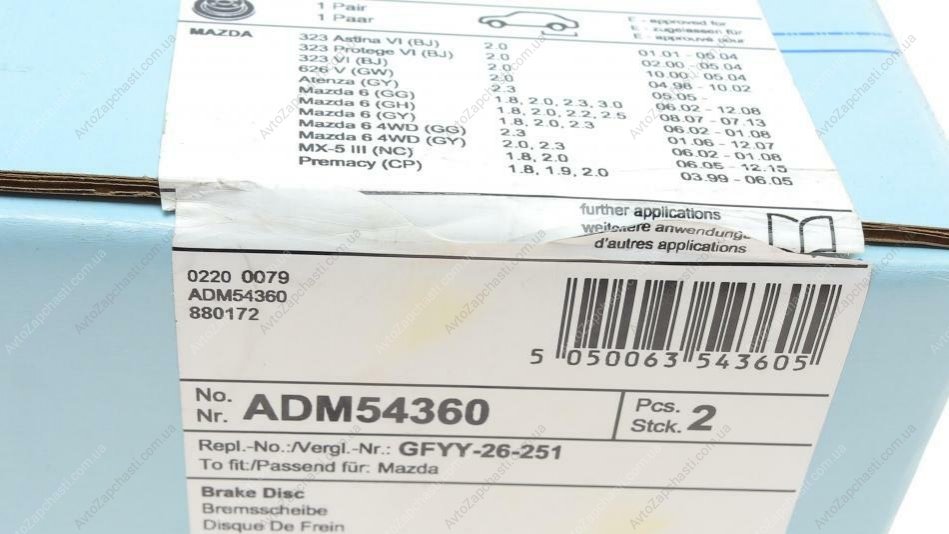 1 Pair
1 Paar
E - approved for
E - zugelassen für
E - approuvé pour
MAZDA
323 Astina VI (BJ) 2.0 01.01 - 05.04
323 Protege VI (BJ) 2.0 02.00 - 05.04
323 VI (BJ) 2.0 10.00 - 05.04
626 V (GW) 2.0 04.98 - 10.02
Atenza (GY) 2.3 05.05 -
Mazda 6 (GG) 1.8, 2.0, 2.3, 3.0 06.02 - 12.08
Mazda 6 (GH) 1.8, 2.0, 2.2, 2.5 08.07 - 07.13
Mazda 6 (GY) 1.8, 2.0, 2.3 06.02 - 01.08
Mazda 6 4WD (GG) 2.3 01.06 - 12.07
Mazda 6 4WD (GY) 2.0, 2.3 06.02 - 01.08
MX-5 III (NC) 1.8, 2.0 06.05 - 12.15
Premacy (CP) 1.8, 1.9, 2.0 03.99 - 06.05
further applications
weitere anwendung
d'autres applications
0220 0079
ADM54360
880172
5 050063 543605
No.
Nr. ADM54360
Pcs.
Stck. 2
Repl.-No.:/Vergl.-Nr.: GFYY-26-251
To fit:/Passend für: Mazda
Brake Disc
Bremsscheibe
Disque De Frein
AvtoZapchasti.com.ua